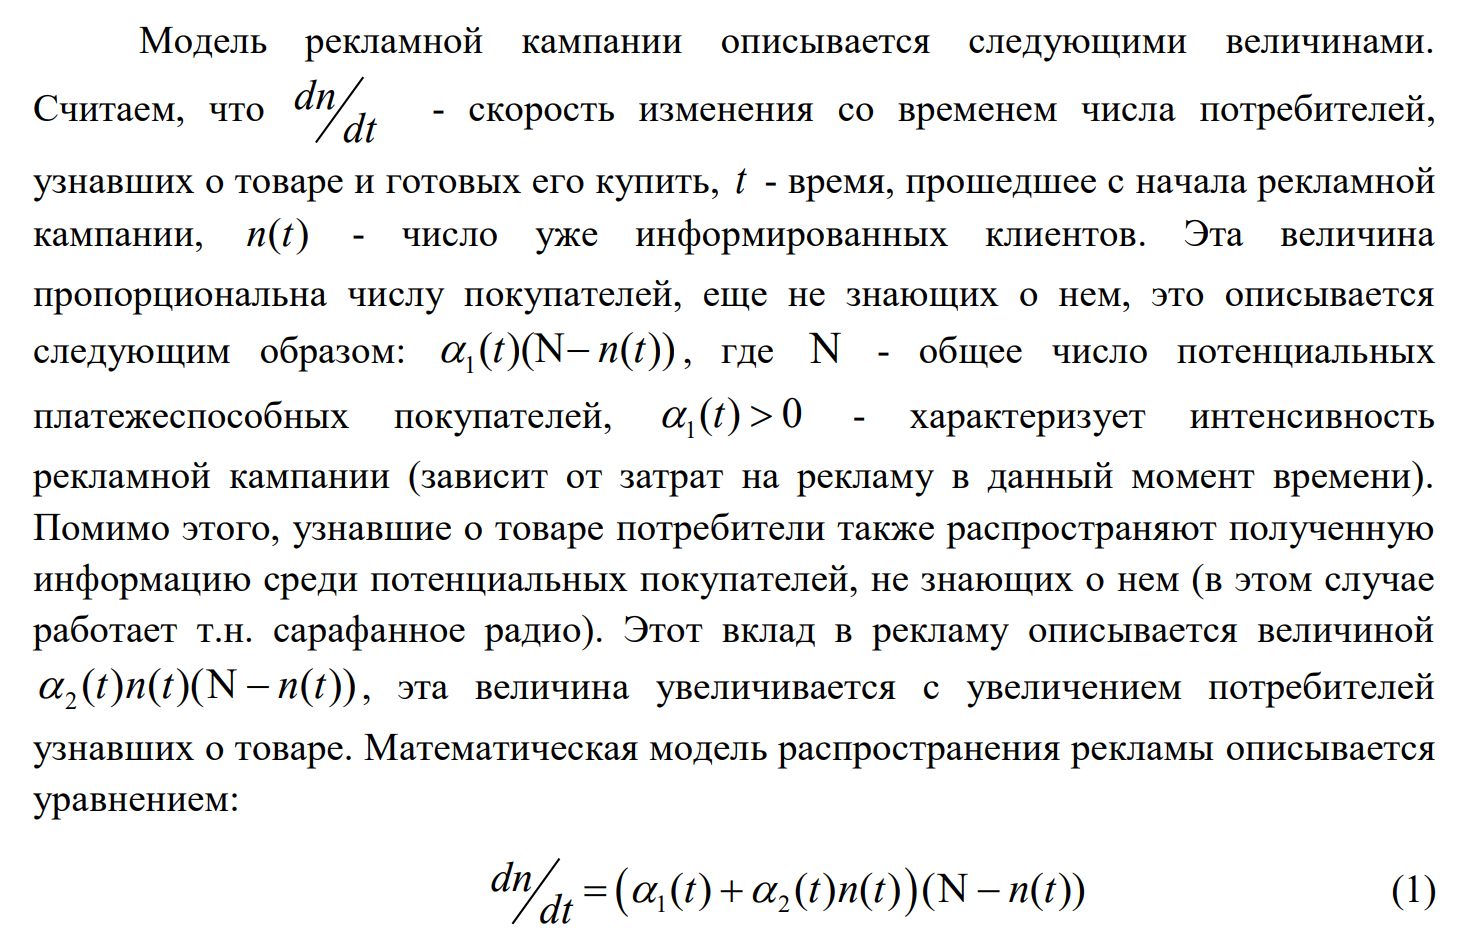 Модель рекламной кампании описывается следующими величинами.
Считаем, что dn/dt - скорость изменения со временем числа потребителей,
узнавших о товаре и готовых его купить, t - время, прошедшее с начала рекламной
кампании, n(t) - число уже информированных клиентов. Эта величина
пропорциональна числу покупателей, еще не знающих о нем, это описывается
следующим образом: α₁(t)(N− n(t)), где N - общее число потенциальных
платежеспособных покупателей, α₁(t) > 0 - характеризует интенсивность
рекламной кампании (зависит от затрат на рекламу в данный момент времени).
Помимо этого, узнавшие о товаре потребители также распространяют полученную
информацию среди потенциальных покупателей, не знающих о нем (в этом случае
работает т.н. сарафанное радио). Этот вклад в рекламу описывается величиной
α₂(t)n(t)(N − n(t)), эта величина увеличивается с увеличением потребителей
узнавших о товаре. Математическая модель распространения рекламы описывается
уравнением:
dn/dt = (α₁(t) + α₂(t)n(t))(N − n(t)) (1)